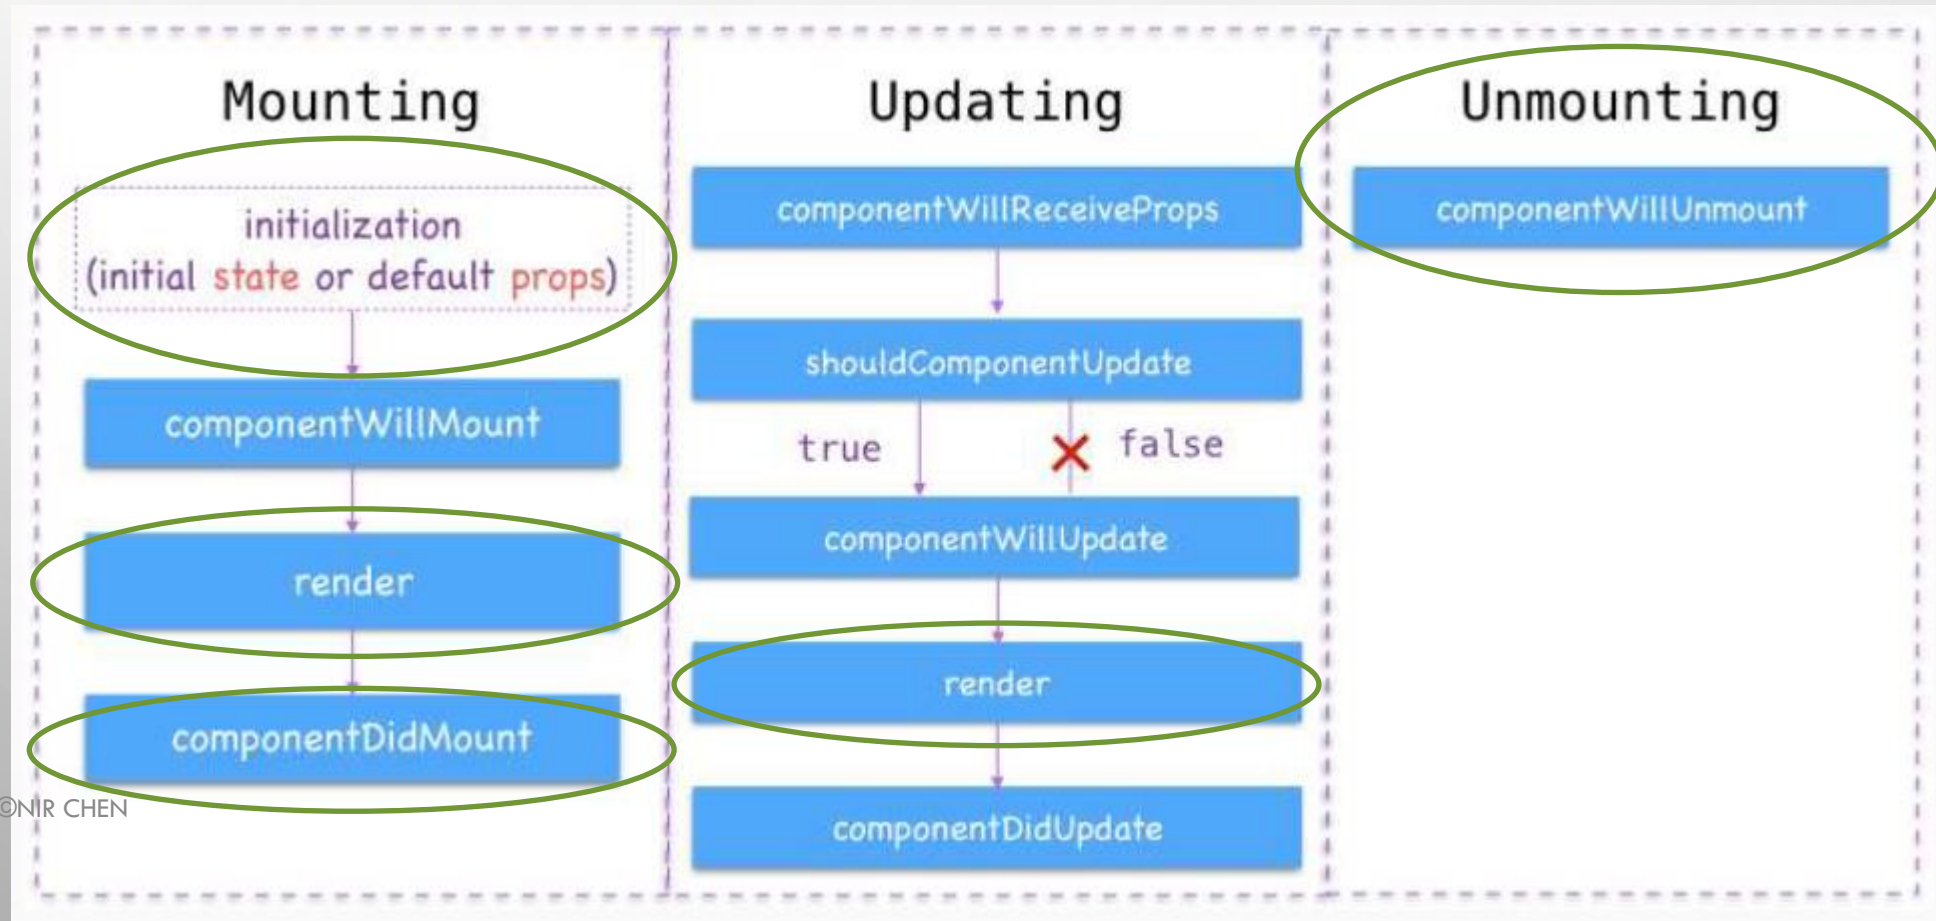 Mounting
initialization
(initial state or default props)
componentWillMount
render
componentDidMount
Updating
componentWillReceiveProps
shouldComponentUpdate
true
false
componentWillUpdate
render
componentDidUpdate
Unmounting
componentWillUnmount
©NIR CHEN